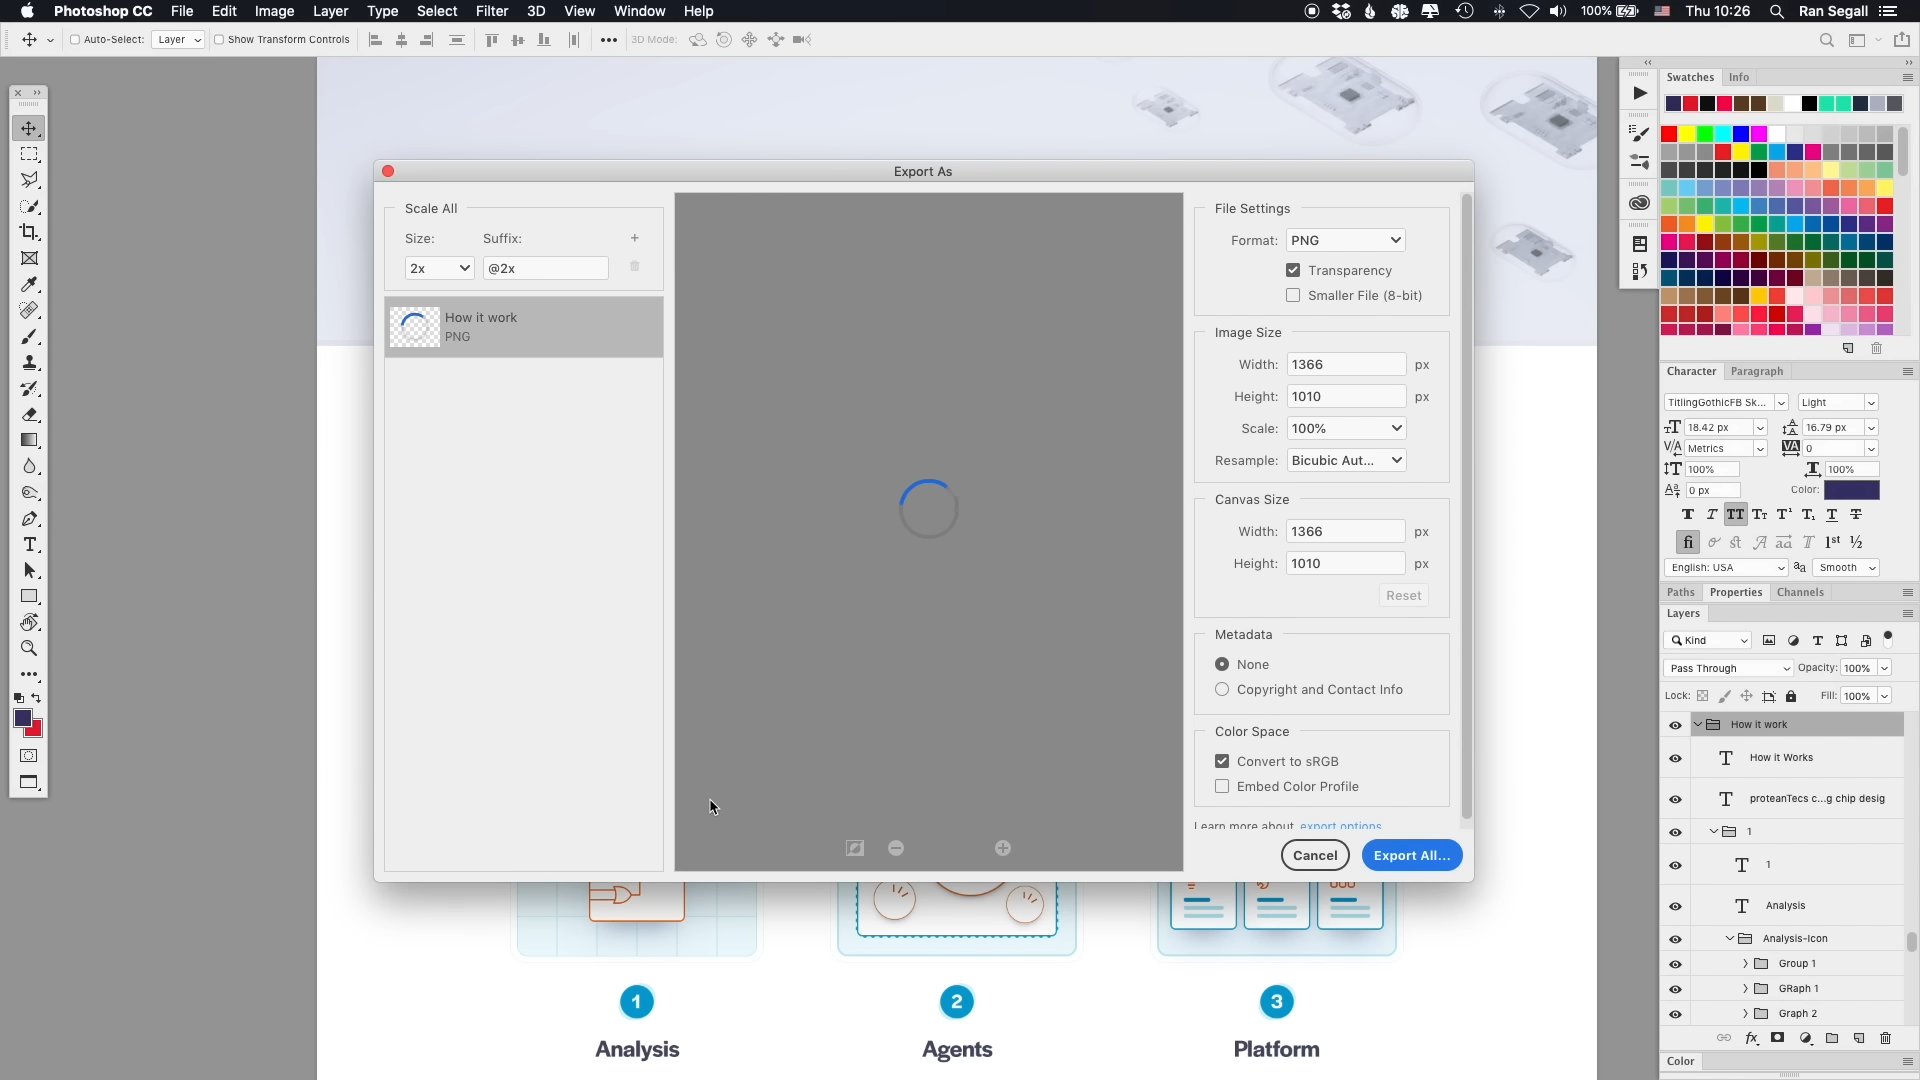 Photoshop CC File Edit Image Layer Type Select Filter 3D View Window Help 100% Thu 10:26 Ran Segall
Auto-Select: Layer Show Transform Controls 3D Mode:
Swatches Info
Export As
Scale All
Size: Suffix:
2x @2x
How it work
PNG
File Settings
Format: PNG
Transparency
Smaller File (8-bit)
Image Size
Width: 1366 px
Height: 1010 px
Scale: 100%
Resample: Bicubic Aut...
Canvas Size
Width: 1366 px
Height: 1010 px
Reset
Metadata
None
Copyright and Contact Info
Color Space
Convert to sRGB
Embed Color Profile
Learn more about export options.
Cancel Export All...
Character Paragraph
TitlingGothicFB Sk... Light
18.42 px 16.79 px
Metrics 0
100% 100%
0 px Color:
English: USA Smooth
Paths Properties Channels
Layers
Kind
Pass Through Opacity: 100%
Lock: Fill: 100%
How it work
How it Works
proteanTecs c...g chip desig
1
1
Analysis
Analysis-Icon
Group 1
GRaph 1
Graph 2
Color
1 2 3
Analysis Agents Platform